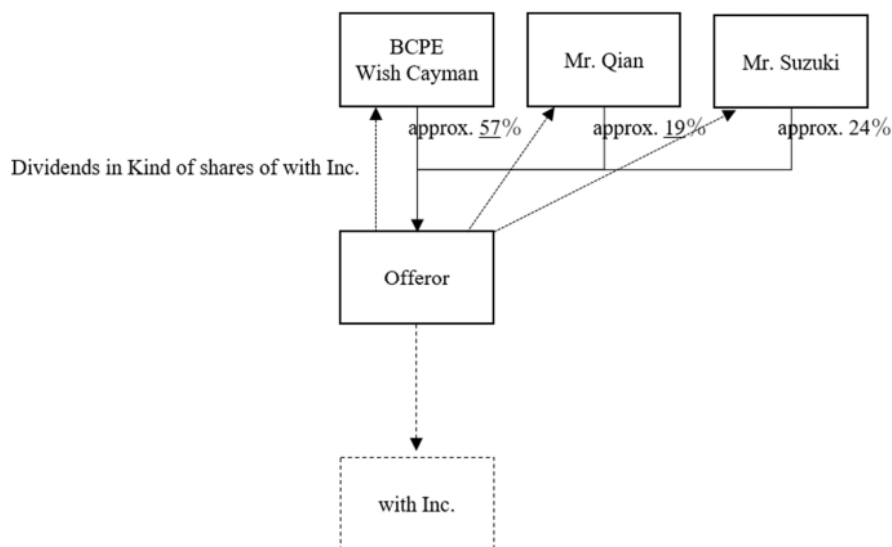 BCPE
Wish Cayman
Mr. Qian
Mr. Suzuki
approx. 57%
approx. 19%
approx. 24%
Dividends in Kind of shares of with Inc.
Offeror
with Inc.